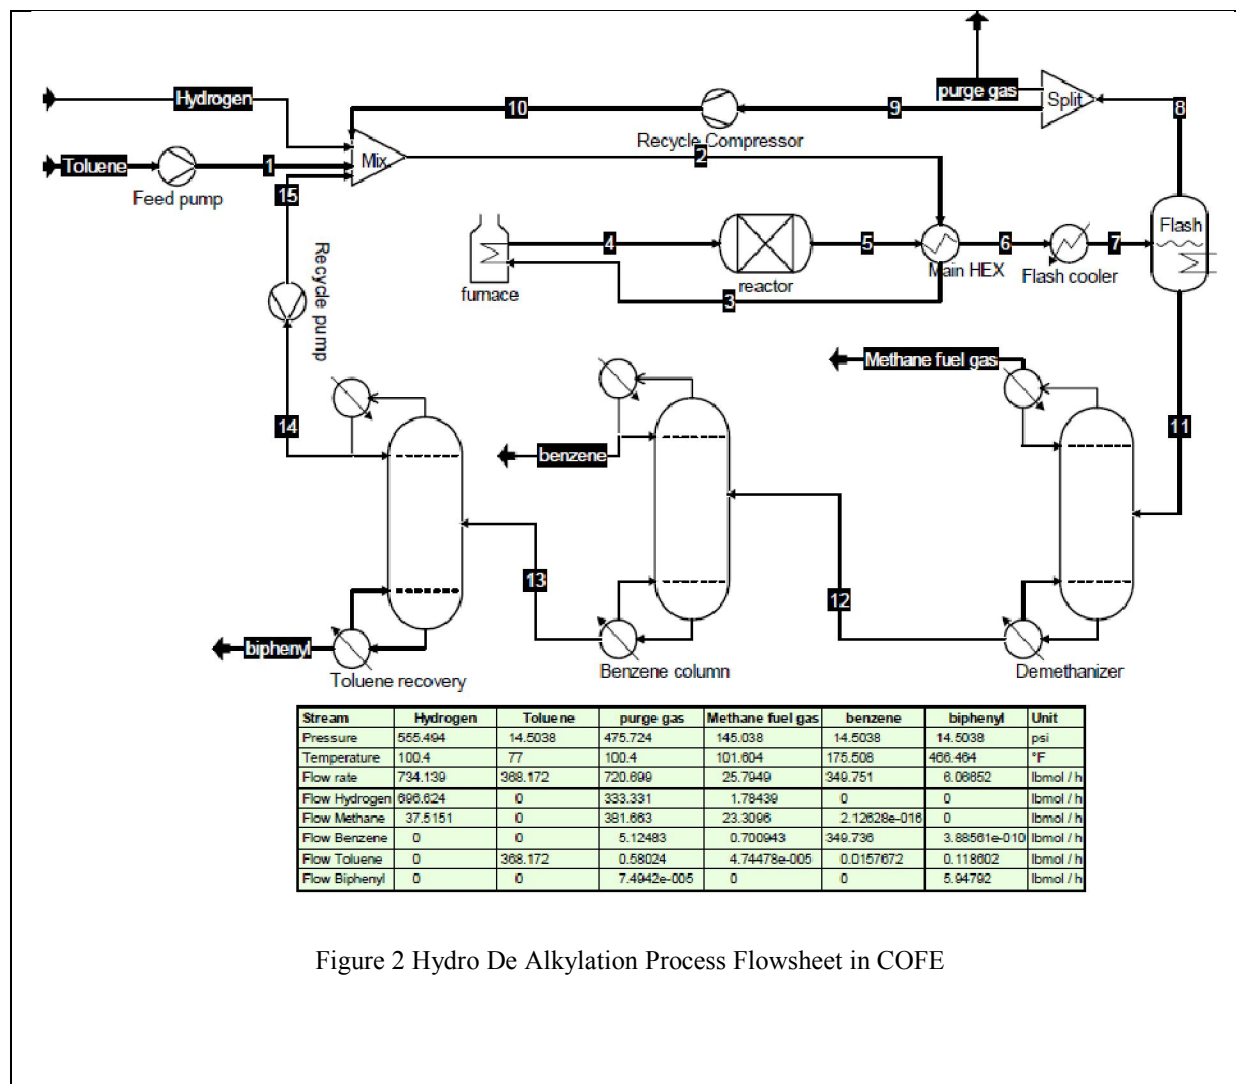 purge gas
Split
Hydrogen
10
9
8
Recycle Compressor
Toluene
1
Mix
2
Feed pump
15
Flash
4
5
6
7
Main HEX
Flash cooler
furnace
3
reactor
Recycle pump
Methane fuel gas
14
benzene
11
13
12
biphenyl
Toluene recovery
Benzene column
Demethanizer
Stream Hydrogen Toluene purge gas Methane fuel gas benzene biphenyl Unit
Pressure 555.494 14.5038 475.724 145.038 14.5038 14.5038 psi
Temperature 100.4 77 100.4 101.604 175.508 466.464 °F
Flow rate 734.139 368.172 720.699 25.7949 349.751 6.06652 lbmol / h
Flow Hydrogen 696.624 0 333.331 1.78439 0 0 lbmol / h
Flow Methane 37.5151 0 381.663 23.3096 2.12628e-016 0 lbmol / h
Flow Benzene 0 0 5.12483 0.700943 349.736 3.88561e-010 lbmol / h
Flow Toluene 0 368.172 0.58024 4.74478e-005 0.0157672 0.118602 lbmol / h
Flow Biphenyl 0 0 7.4942e-005 0 0 5.94792 lbmol / h
Figure 2 Hydro De Alkylation Process Flowsheet in COFE